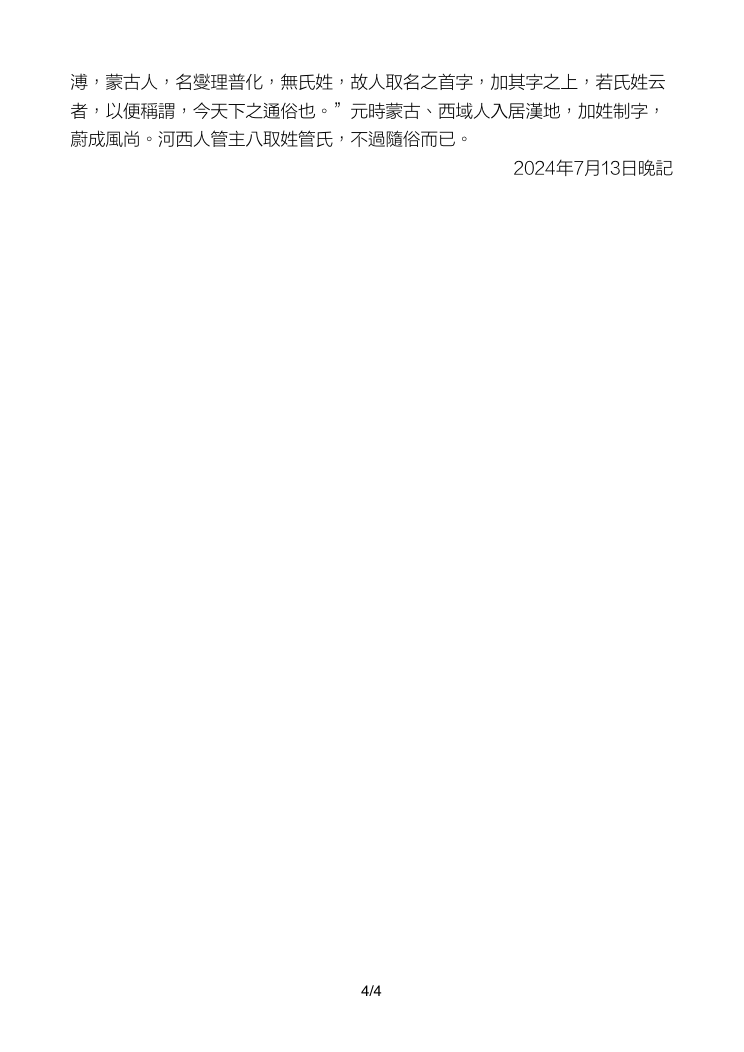 溥，蒙古人，名燮理普化，無氏姓，故人取名之首字，加其字之上，若氏姓云
者，以便稱謂，今天下之通俗也。”元時蒙古、西域人入居漢地，加姓制字，
蔚成風尚。河西人管主八取姓管氏，不過隨俗而已。
2024年7月13日晚記
4/4